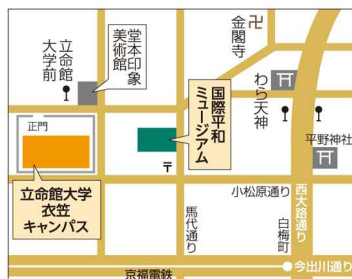 金閣寺
堂本印象
美術館
立命館
大学前
わら天神
国際平和
ミュージアム
正門
平野神社
立命館大学
衣笠
キャンパス
小松原通り
西大路通り
馬代通り
白梅町
今出川通り
京福電鉄